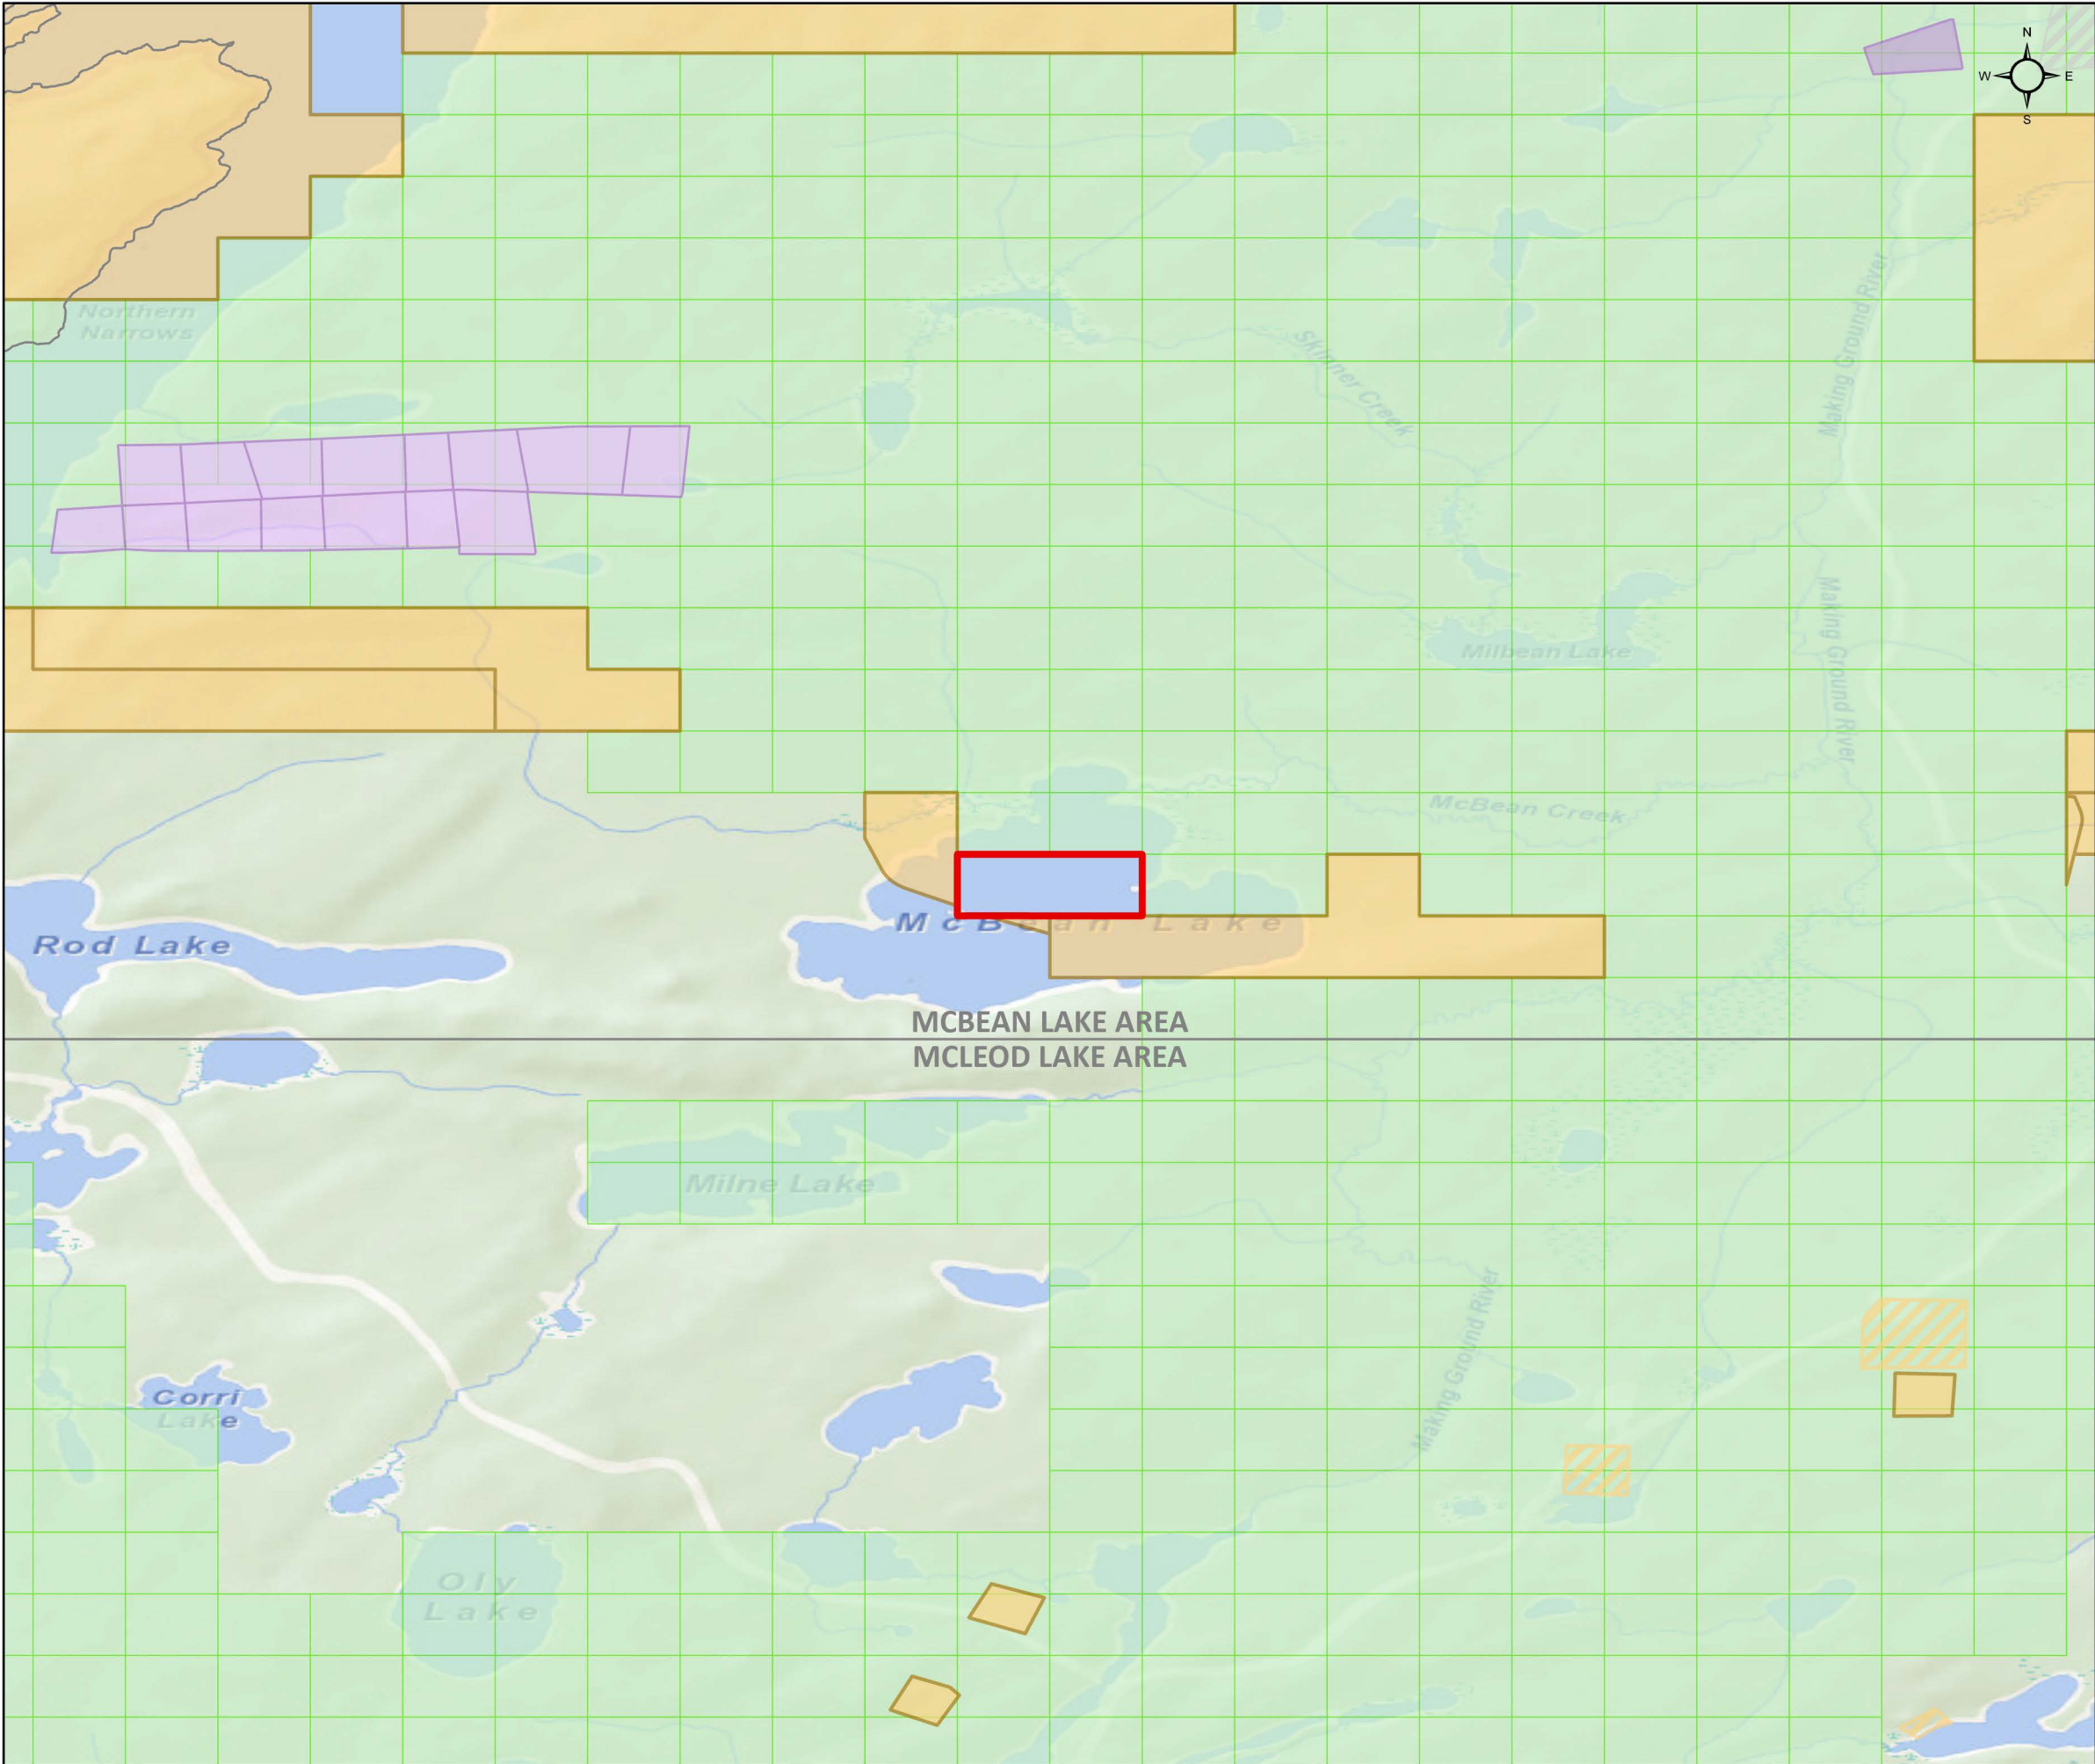 N
W E
S
Northern
Narrows
Skinner Creek
Making Ground River
Making Ground River
Milbean Lake
McBean Creek
McBean Lake
Rod Lake
MCBEAN LAKE AREA
MCLEOD LAKE AREA
Milne Lake
Making Ground River
Corri
Lake
Oly
Lake